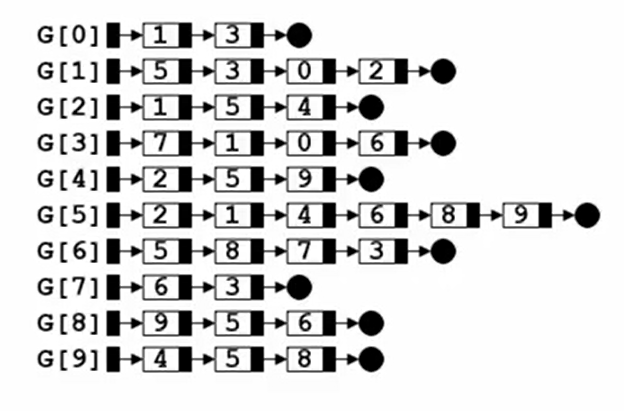 G[0] 1 3
G[1] 5 3 0 2
G[2] 1 5 4
G[3] 7 1 0 6
G[4] 2 5 9
G[5] 2 1 4 6 8 9
G[6] 5 8 7 3
G[7] 6 3
G[8] 9 5 6
G[9] 4 5 8